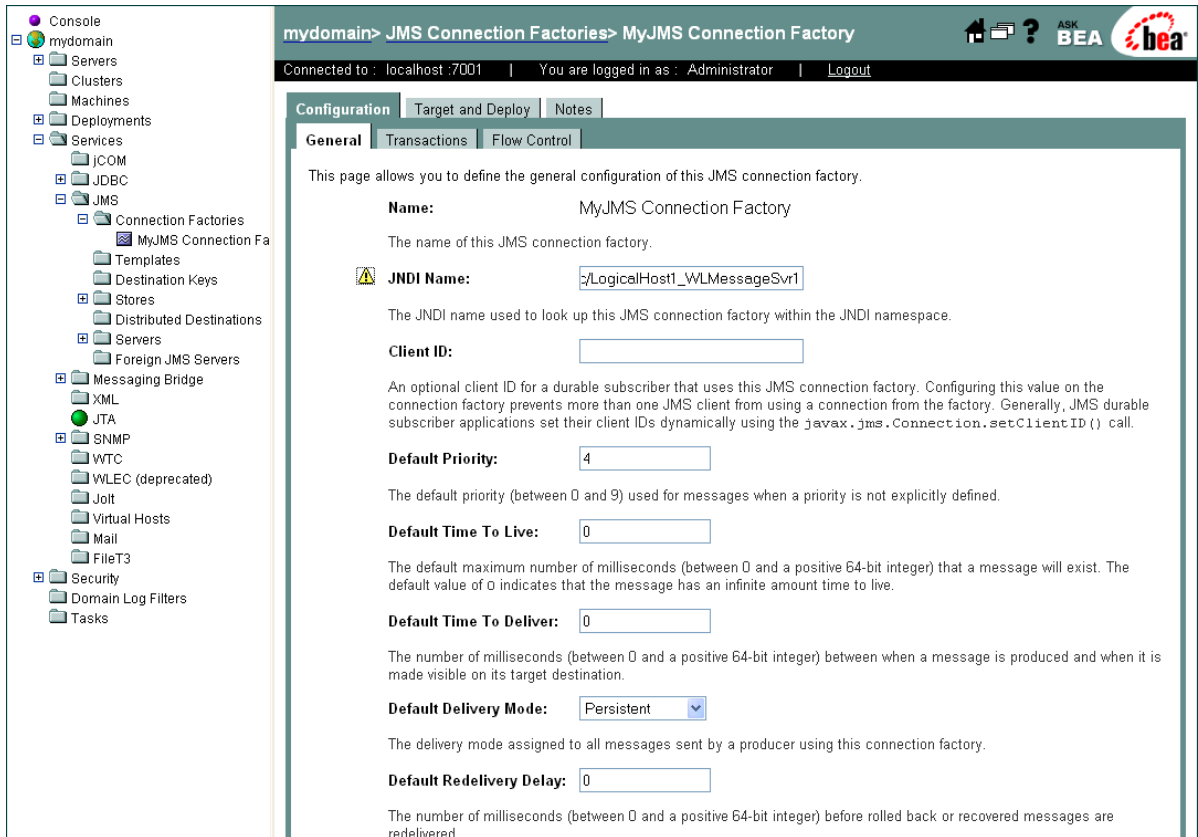 Console
mydomain
Servers
Clusters
Machines
Deployments
Services
jCOM
JDBC
JMS
Connection Factories
MyJMS Connection Fa
Templates
Destination Keys
Stores
Distributed Destinations
Servers
Foreign JMS Servers
Messaging Bridge
XML
JTA
SNMP
WTC
WLEC (deprecated)
Jolt
Virtual Hosts
Mail
FileT3
Security
Domain Log Filters
Tasks
mydomain> JMS Connection Factories> MyJMS Connection Factory
? ASK BEA bea
Connected to : localhost :7001 | You are logged in as : Administrator | Logout
Configuration Target and Deploy Notes
General Transactions Flow Control
This page allows you to define the general configuration of this JMS connection factory.
Name: MyJMS Connection Factory
The name of this JMS connection factory.
JNDI Name: :/LogicalHost1_WLMessageSvr1
The JNDI name used to look up this JMS connection factory within the JNDI namespace.
Client ID:
An optional client ID for a durable subscriber that uses this JMS connection factory. Configuring this value on the
connection factory prevents more than one JMS client from using a connection from the factory. Generally, JMS durable
subscriber applications set their client IDs dynamically using the javax.jms.Connection.setClientID() call.
Default Priority: 4
The default priority (between 0 and 9) used for messages when a priority is not explicitly defined.
Default Time To Live: 0
The default maximum number of milliseconds (between 0 and a positive 64-bit integer) that a message will exist. The
default value of 0 indicates that the message has an infinite amount time to live.
Default Time To Deliver: 0
The number of milliseconds (between 0 and a positive 64-bit integer) between when a message is produced and when it is
made visible on its target destination.
Default Delivery Mode: Persistent
The delivery mode assigned to all messages sent by a producer using this connection factory.
Default Redelivery Delay: 0
The number of milliseconds (between 0 and a positive 64-bit integer) before rolled back or recovered messages are
redelivered.